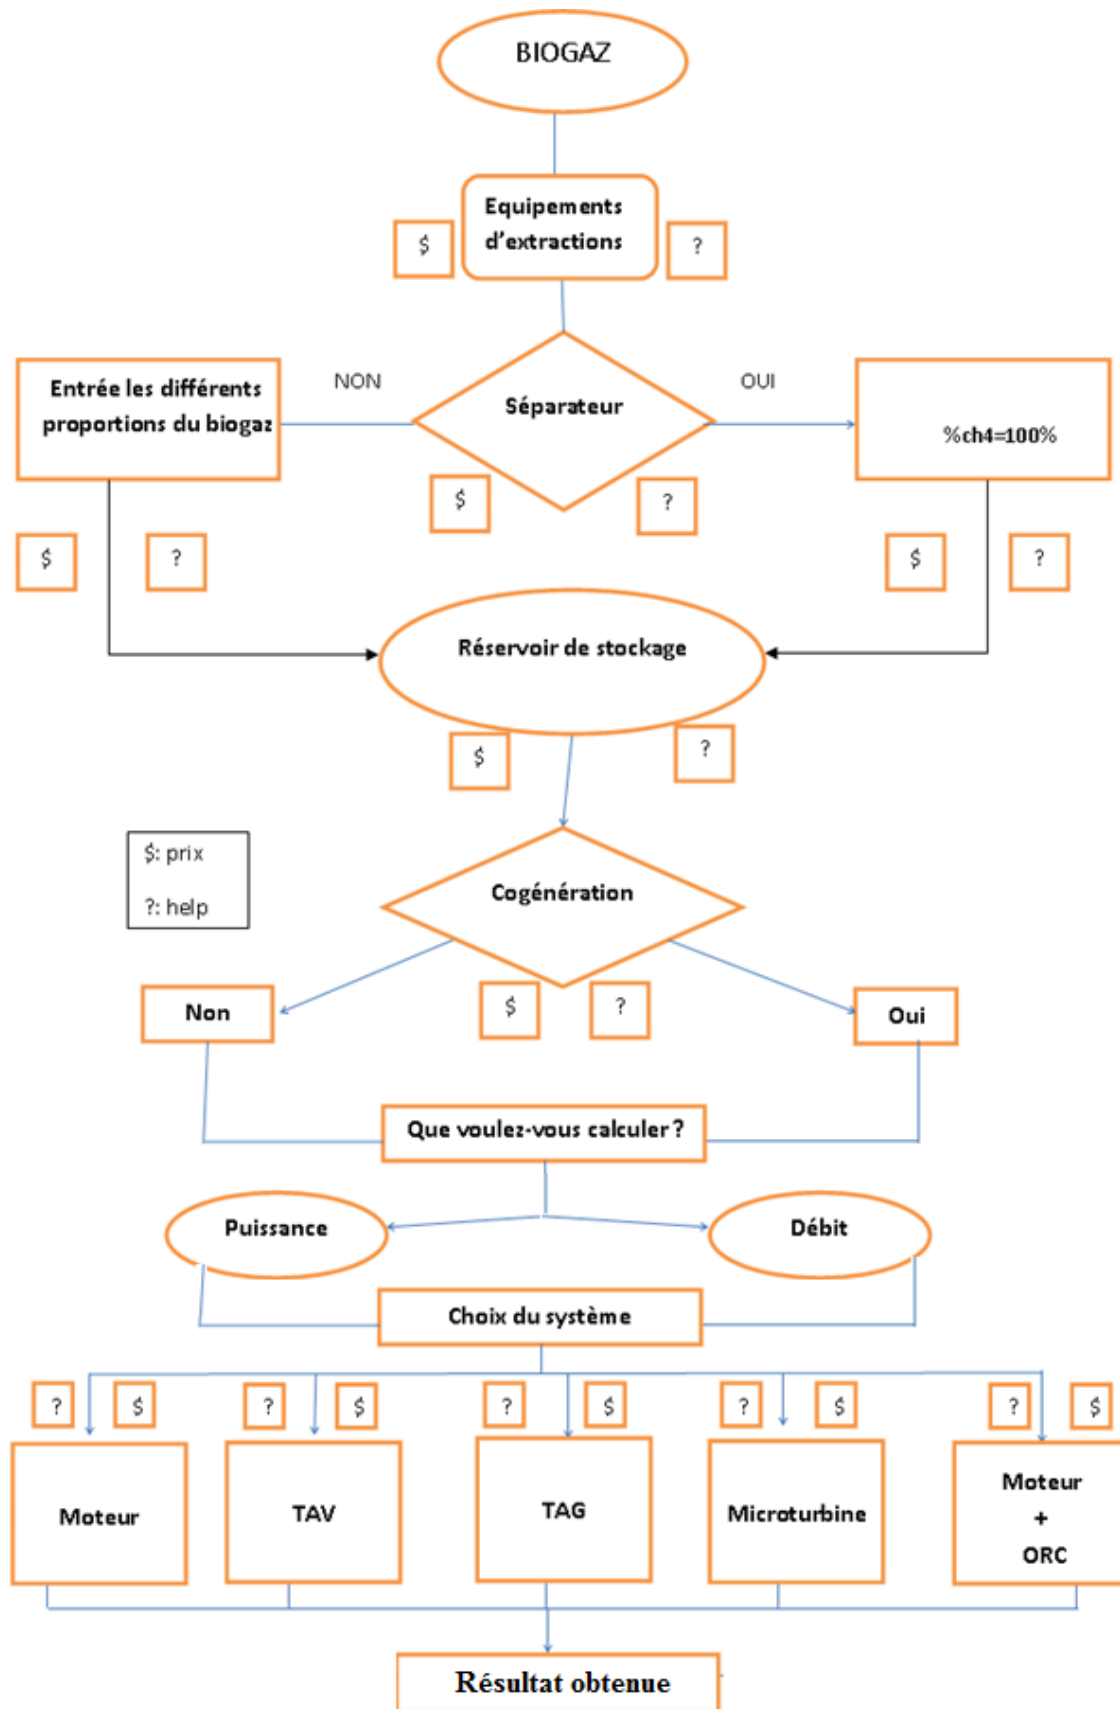 BIOGAZ
Equipements
d'extractions
$
?
Entrée les différents
proportions du biogaz
NON
Séparateur
OUI
%ch4=100%
$
?
$
?
$
?
Réservoir de stockage
$
?
$: prix
?: help
Cogénération
$
?
Non
Oui
Que voulez-vous calculer ?
Puissance
Débit
Choix du système
?
$
?
$
?
$
?
$
?
$
Moteur
TAV
TAG
Microturbine
Moteur
+
ORC
Résultat obtenue